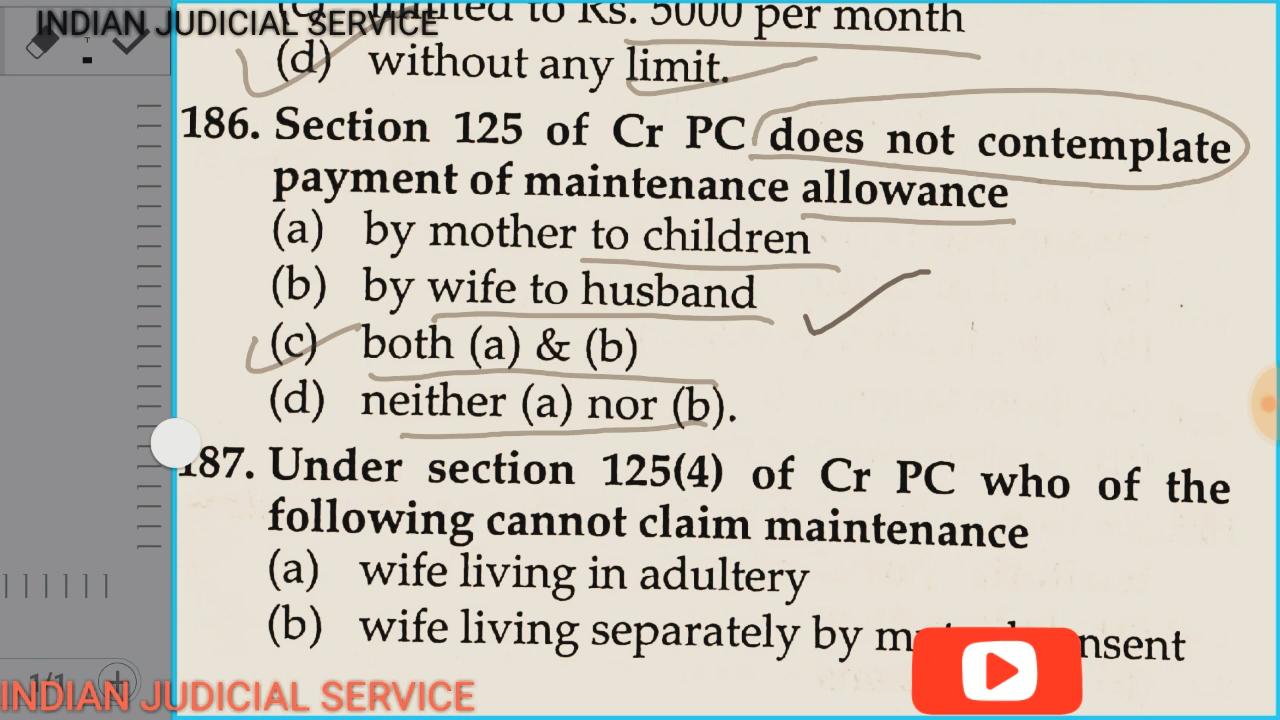 INDIAN JUDICIAL SERVICE
(c) limited to Rs. 5000 per month
(d) without any limit.
186. Section 125 of Cr PC does not contemplate
payment of maintenance allowance
(a) by mother to children
(b) by wife to husband
(c) both (a) & (b)
(d) neither (a) nor (b).
187. Under section 125(4) of Cr PC who of the
following cannot claim maintenance
(a) wife living in adultery
(b) wife living separately by
1/1
INDIAN JUDICIAL SERVICE